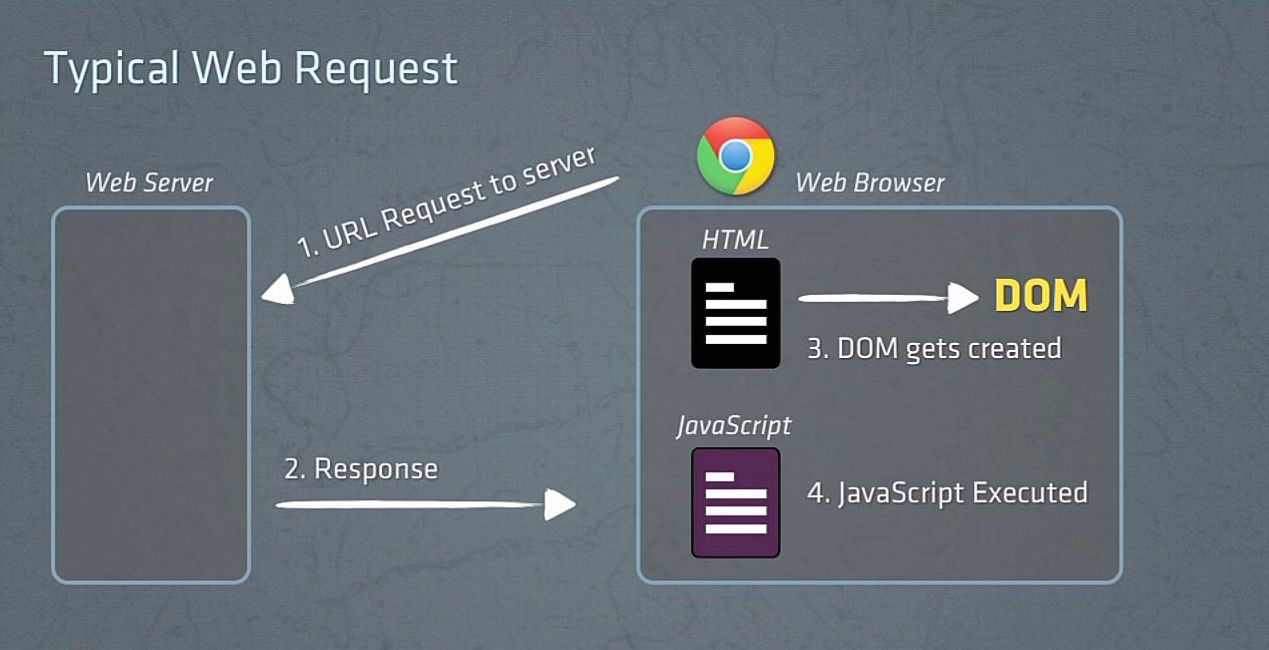 Typical Web Request
Web Server
1. URL Request to server
Web Browser
HTML
DOM
3. DOM gets created
JavaScript
2. Response
4. JavaScript Executed